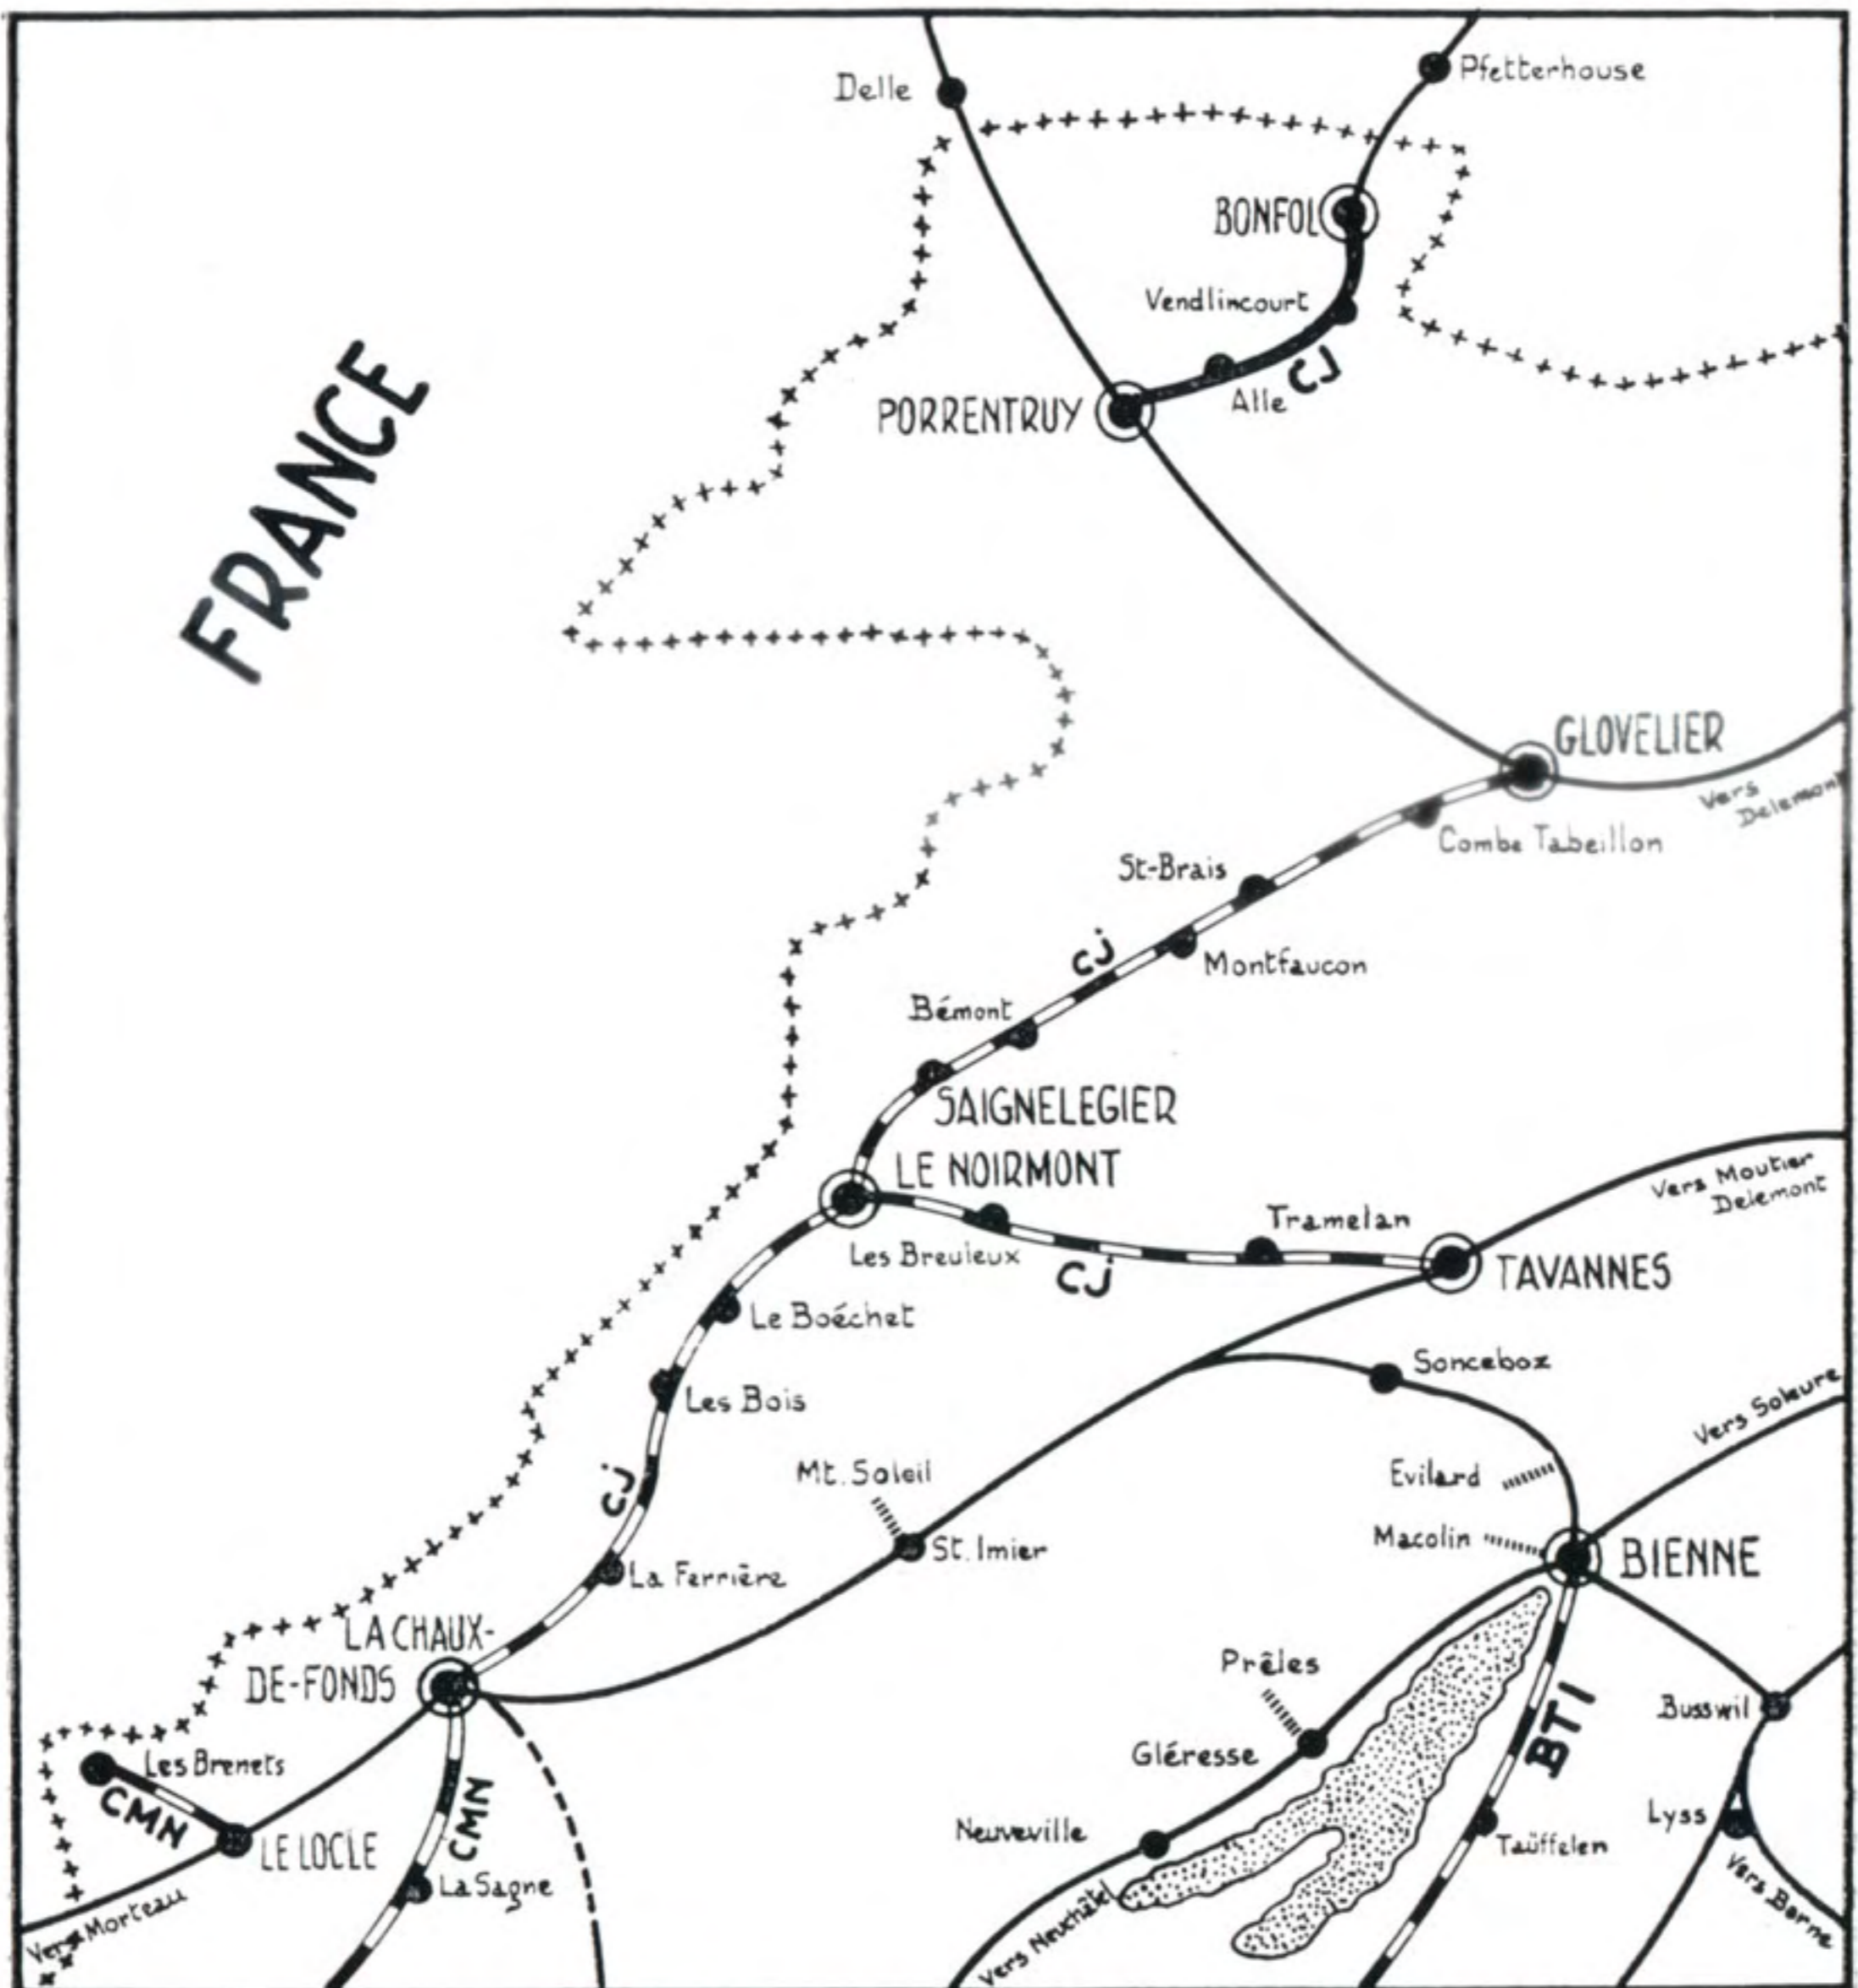 Delle
Pfetterhouse
BONFOL
Vendlincourt
CJ
Alle
PORRENTRUY
FRANCE
GLOVELIER
Vers
Delemont
Combe Tabeillon
St-Brais
CJ
Montfaucon
Bémont
SAIGNELEGIER
LE NOIRMONT
Vers Moutier
Delemont
Tramelan
Les Breuleux
CJ
TAVANNES
Le Boéchet
Sonceboz
Les Bois
Vers Soleure
Mt. Soleil
Evilard
CJ
Macolin
St. Imier
BIENNE
La Ferrière
LA CHAUX-
DE-FONDS
Prêles
Busswil
BTI
Gléresse
Les Brenets
CMN
CMN
Lyss
Neuveville
Taüffelen
LE LOCLE
La Sagne
Vers Berne
Vers Morteau
Vers Neuchâtel